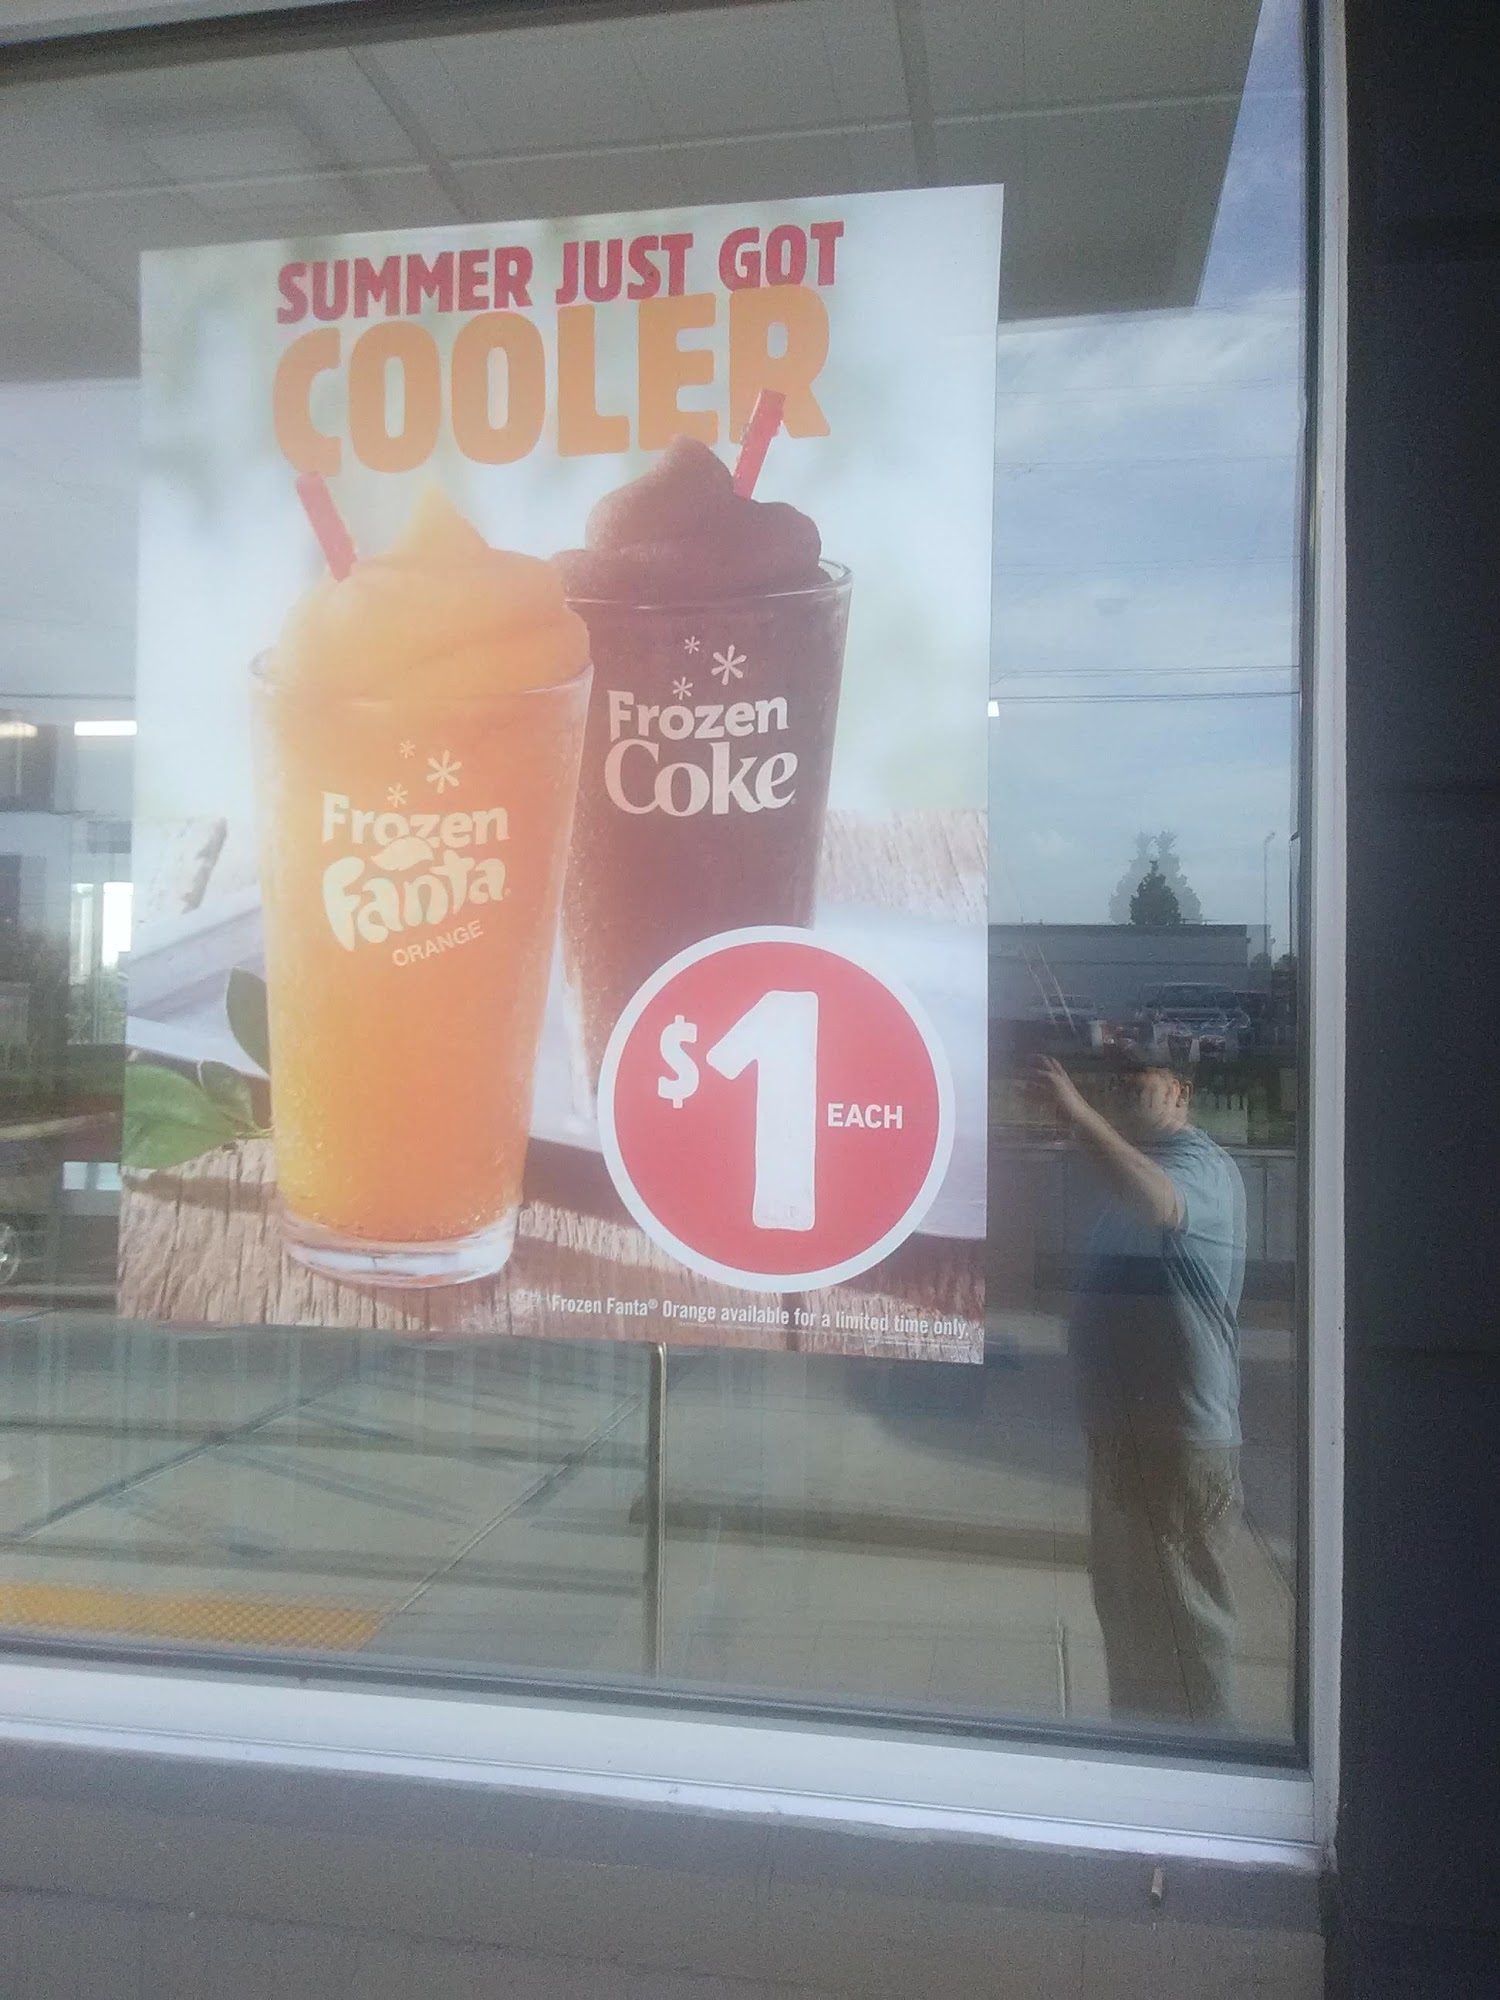 SUMMER JUST GOT
COOLER
Frozen
Coke
Frozen
Fanta
ORANGE
$1 EACH
Frozen Fanta® Orange available for a limited time only.